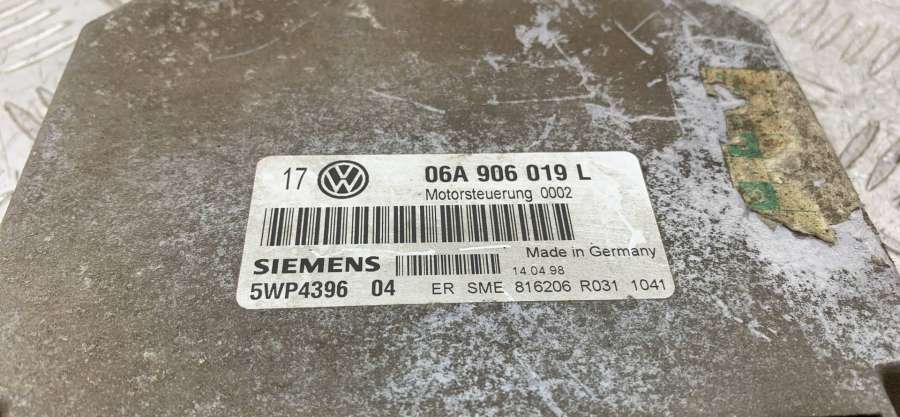 17 VW 06A 906 019 L
Motorsteuerung 0002
Made in Germany
SIEMENS 14.04.98
5WP4396 04 ER SME 816206 R031 1041